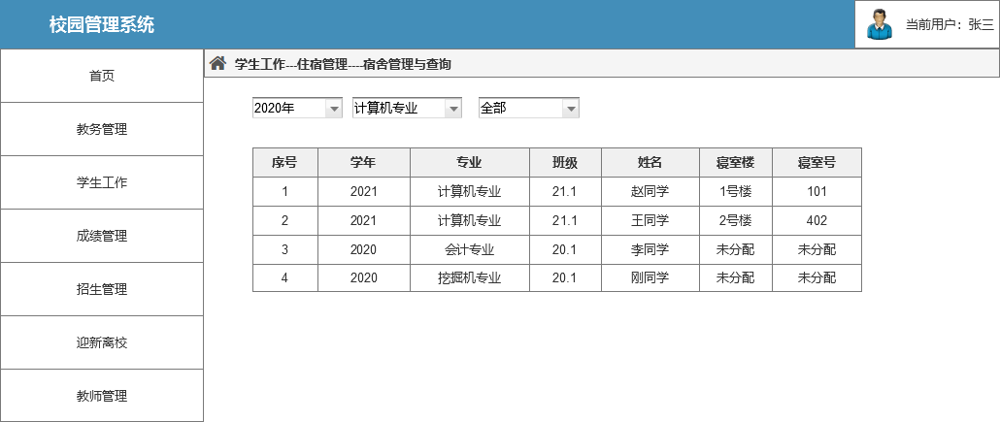 校园管理系统
当前用户：张三
首页
教务管理
学生工作
成绩管理
招生管理
迎新离校
教师管理
学生工作---住宿管理----宿舍管理与查询
2020年 计算机专业 全部
序号 学年 专业 班级 姓名 寝室楼 寝室号
1 2021 计算机专业 21.1 赵同学 1号楼 101
2 2021 计算机专业 21.1 王同学 2号楼 402
3 2020 会计专业 20.1 李同学 未分配 未分配
4 2020 挖掘机专业 20.1 刚同学 未分配 未分配